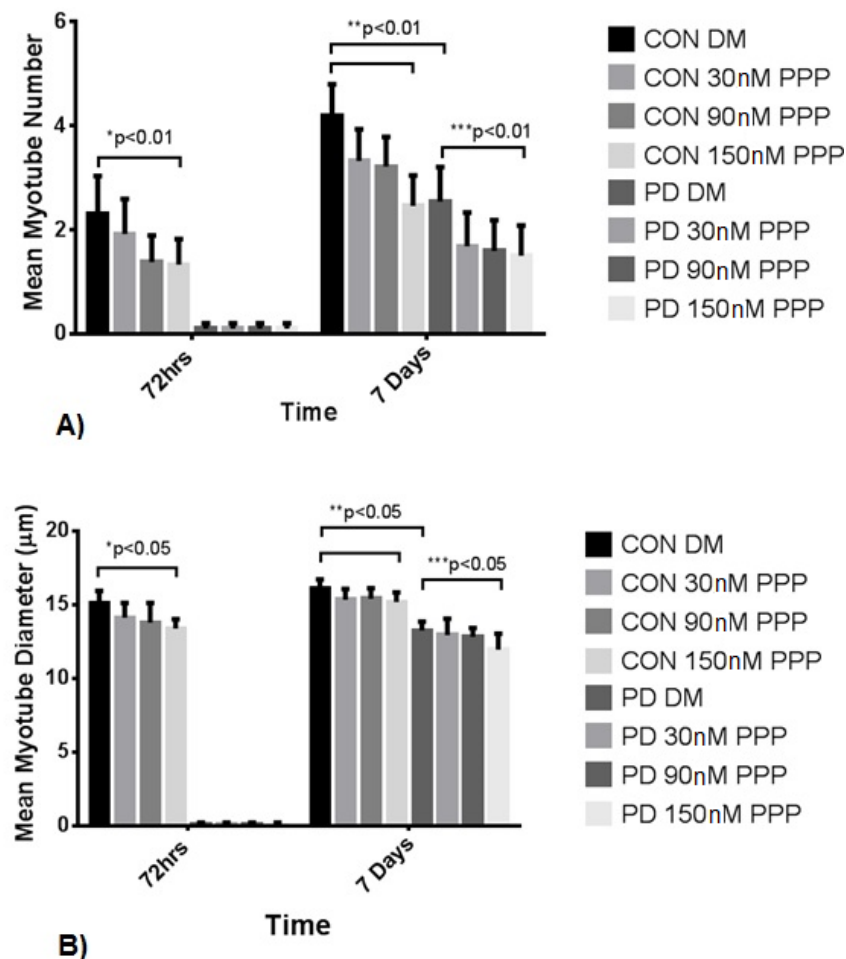 Mean Myotube Number
6
4
2
0
*p<0.01
**p<0.01
***p<0.01
72hrs
7 Days
Time
A)
CON DM
CON 30nM PPP
CON 90nM PPP
CON 150nM PPP
PD DM
PD 30nM PPP
PD 90nM PPP
PD 150nM PPP
Mean Myotube Diameter (μm)
20
15
10
5
0
*p<0.05
**p<0.05
***p<0.05
72hrs
7 Days
Time
B)
CON DM
CON 30nM PPP
CON 90nM PPP
CON 150nM PPP
PD DM
PD 30nM PPP
PD 90nM PPP
PD 150nM PPP